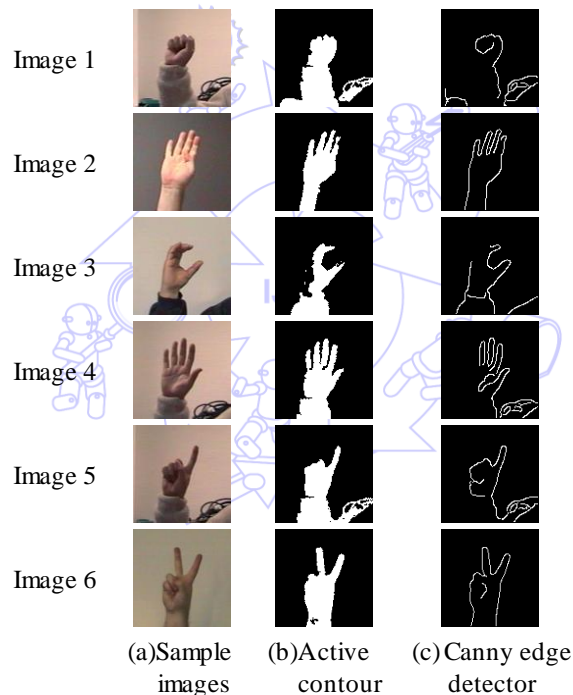 Image 1
Image 2
Image 3
Image 4
Image 5
Image 6
(a)Sample images
(b)Active contour
(c) Canny edge detector